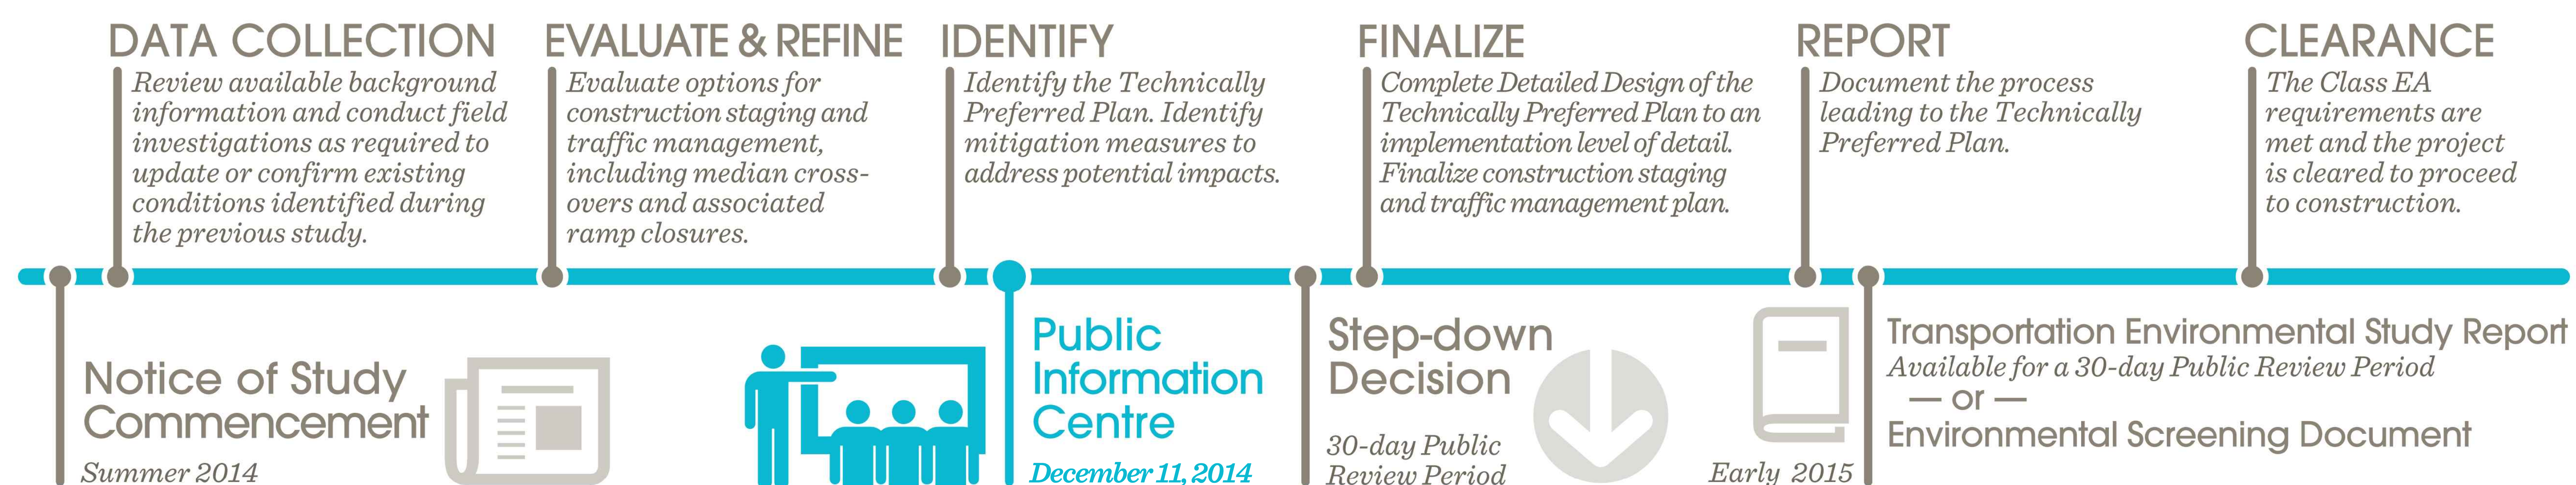 DATA COLLECTION
Review available background
information and conduct field
investigations as required to
update or confirm existing
conditions identified during
the previous study.
EVALUATE & REFINE
Evaluate options for
construction staging and
traffic management,
including median cross-
overs and associated
ramp closures.
IDENTIFY
Identify the Technically
Preferred Plan. Identify
mitigation measures to
address potential impacts.
FINALIZE
Complete Detailed Design of the
Technically Preferred Plan to an
implementation level of detail.
Finalize construction staging
and traffic management plan.
REPORT
Document the process
leading to the Technically
Preferred Plan.
CLEARANCE
The Class EA
requirements are
met and the project
is cleared to proceed
to construction.
Notice of Study
Commencement
Summer 2014
Public
Information
Centre
December 11, 2014
Step-down
Decision
30-day Public
Review Period
Early 2015
Transportation Environmental Study Report
Available for a 30-day Public Review Period
— or —
Environmental Screening Document